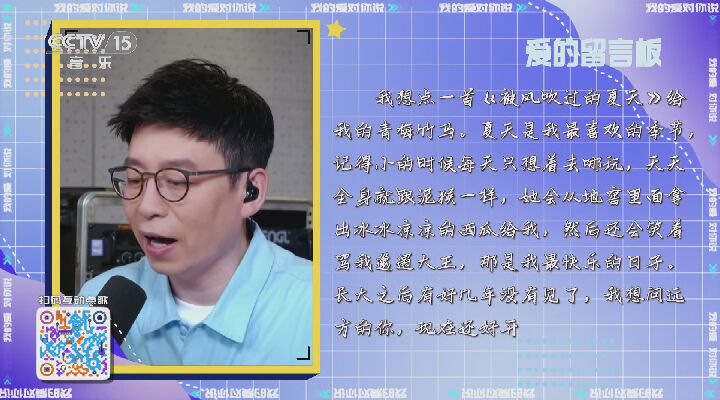 CCTV 15
音乐
爱的留言板
我想点一首《被风吹过的夏天》给
我的青梅竹马。夏天是我最喜欢的季节，
记得小的时候每天只想着去哪玩，天天
全身就跟泥猴一样，她会从地窖里面拿
出冰冰凉凉的西瓜给我，然后还会笑着
骂我邋遢大王，那是我最快乐的日子。
长大之后有好几年没有见了，我想问远
方的你，现在还好吗
扫码互动点歌